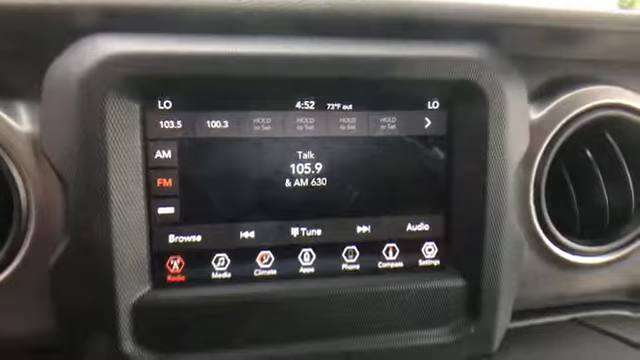 LO 4:52 73°F out LO
103.5 100.3 HOLD to Set HOLD to Set HOLD to Set HOLD to Set
AM
Talk
105.9
FM
& AM 630
Browse Tune Audio
Radio Media Climate Apps Phone Compass Settings